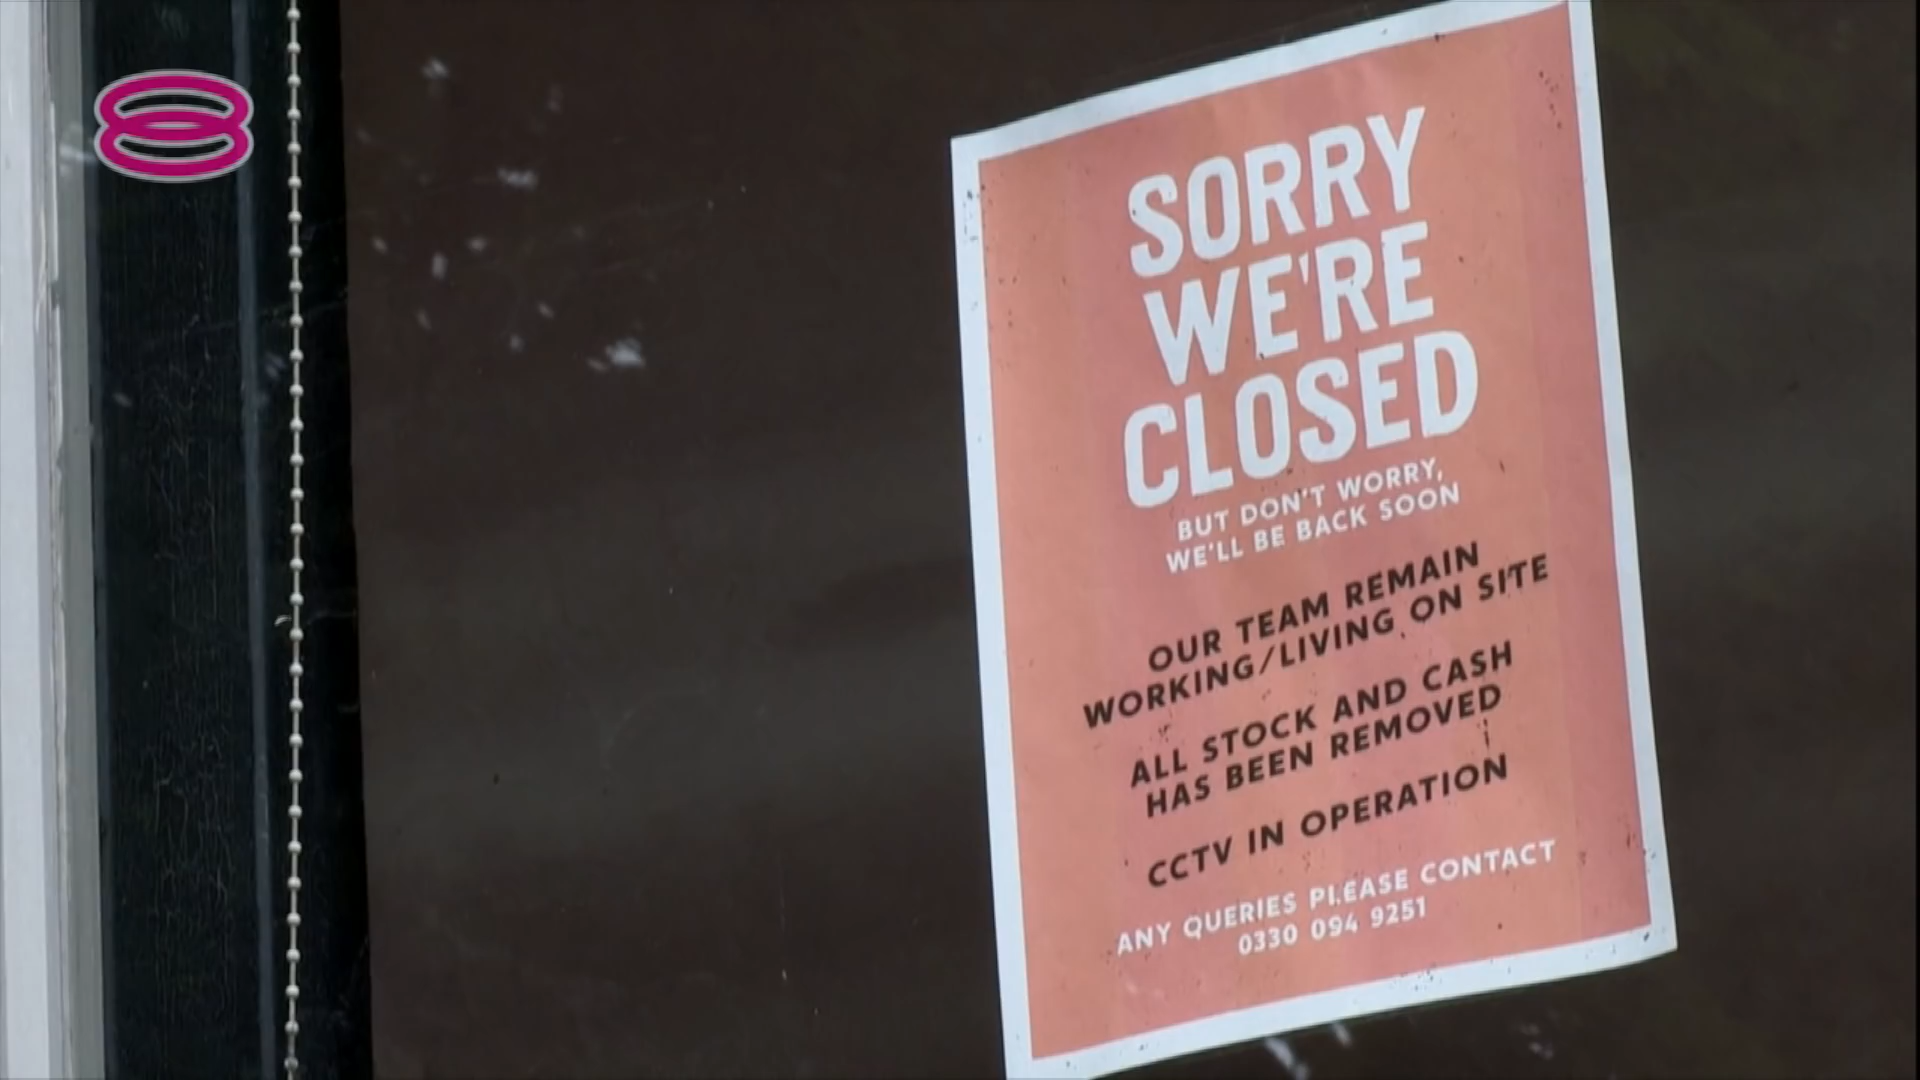 SORRY
WE'RE
CLOSED
BUT DON'T WORRY,
WE'LL BE BACK SOON
OUR TEAM REMAIN
WORKING/LIVING ON SITE
ALL STOCK AND CASH
HAS BEEN REMOVED
CCTV IN OPERATION
ANY QUERIES PLEASE CONTACT
0330 094 9251